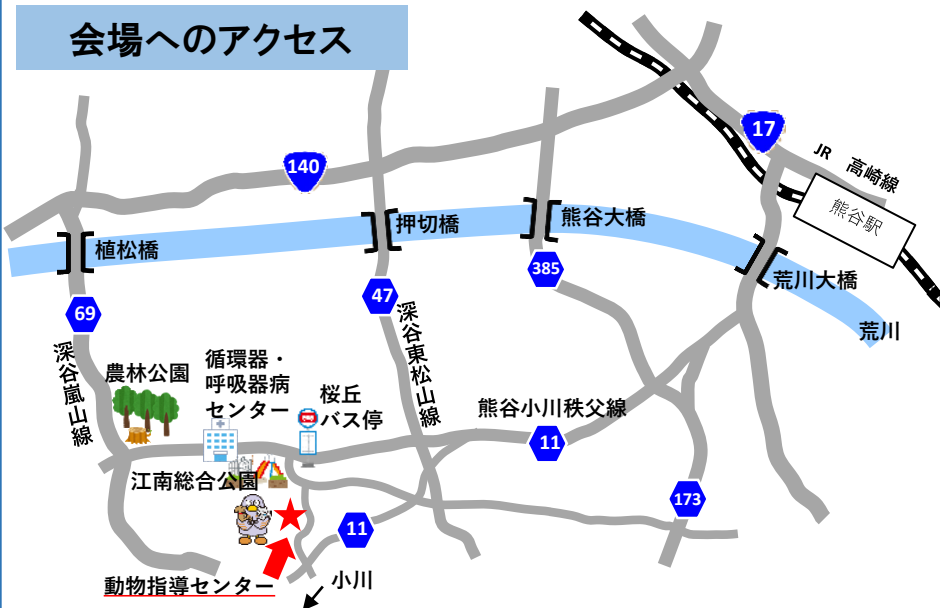 会場へのアクセス
17
JR 高崎線
140
熊谷駅
植松橋
押切橋
熊谷大橋
荒川大橋
385
69
47
荒川
深谷嵐山線
深谷東松山線
農林公園
循環器・
呼吸器病
センター
桜丘
バス停
熊谷小川秩父線
11
江南総合公園
173
11
動物指導センター
小川